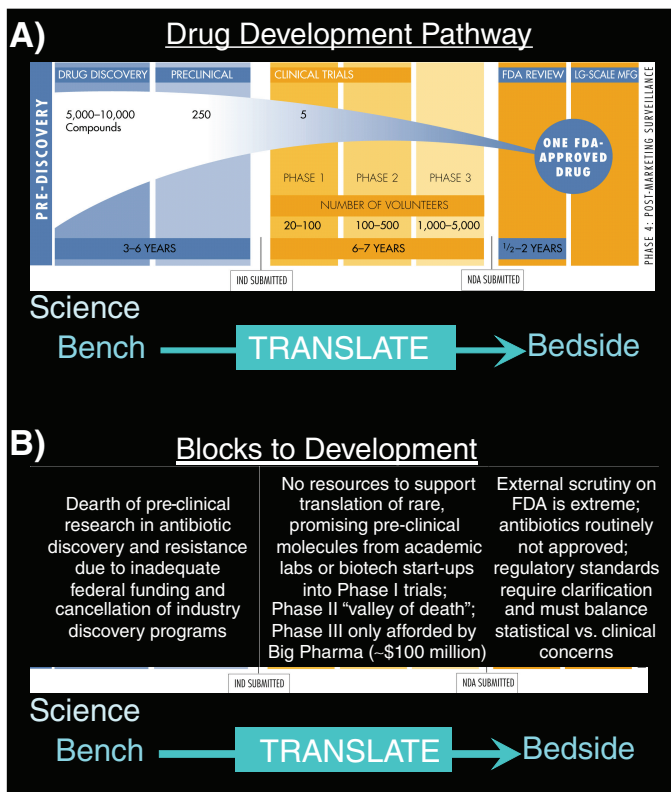 A)
Drug Development Pathway
PRE-DISCOVERY
DRUG DISCOVERY
PRECLINICAL
CLINICAL TRIALS
FDA REVIEW
LG-SCALE MFG
5,000–10,000
Compounds
250
5
ONE FDA-
APPROVED
DRUG
PHASE 1
PHASE 2
PHASE 3
NUMBER OF VOLUNTEERS
20–100
100–500
1,000–5,000
3–6 YEARS
6–7 YEARS
1/2–2 YEARS
PHASE 4: POST-MARKETING SURVEILLANCE
IND SUBMITTED
NDA SUBMITTED
Science
Bench
TRANSLATE
Bedside
B)
Blocks to Development
Dearth of pre-clinical
research in antibiotic
discovery and resistance
due to inadequate
federal funding and
cancellation of industry
discovery programs
No resources to support
translation of rare,
promising pre-clinical
molecules from academic
labs or biotech start-ups
into Phase I trials;
Phase II “valley of death”;
Phase III only afforded by
Big Pharma (~$100 million)
External scrutiny on
FDA is extreme;
antibiotics routinely
not approved;
regulatory standards
require clarification
and must balance
statistical vs. clinical
concerns
IND SUBMITTED
NDA SUBMITTED
Science
Bench
TRANSLATE
Bedside